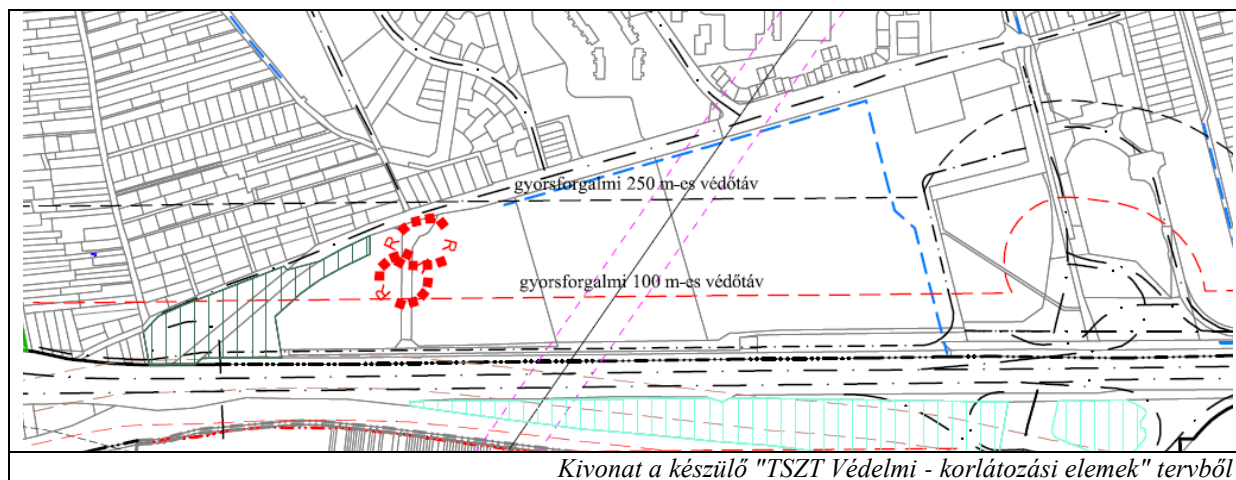 gyorsforgalmi 250 m-es védőtáv
R
R
R
gyorsforgalmi 100 m-es védőtáv
Kivonat a készülő "TSZT Védelmi - korlátozási elemek" tervből